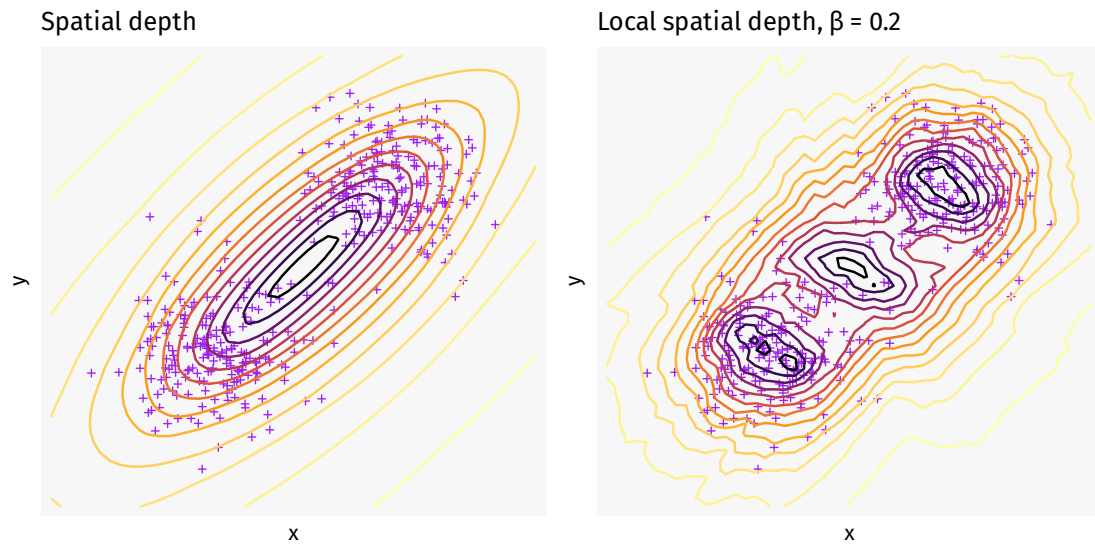 Spatial depth
Local spatial depth, β = 0.2
y
y
x
x